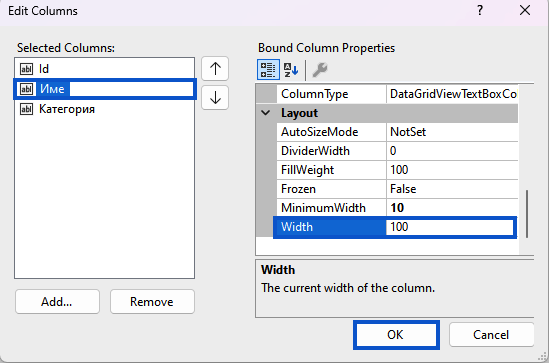 Edit Columns
Selected Columns:
Id
Име
Категория
Add...
Remove
Bound Column Properties:
ColumnType DataGridViewTextBoxCo
Layout
AutoSizeMode NotSet
DividerWidth 0
FillWeight 100
Frozen False
MinimumWidth 10
Width 100
Width
The current width of the column.
OK
Cancel